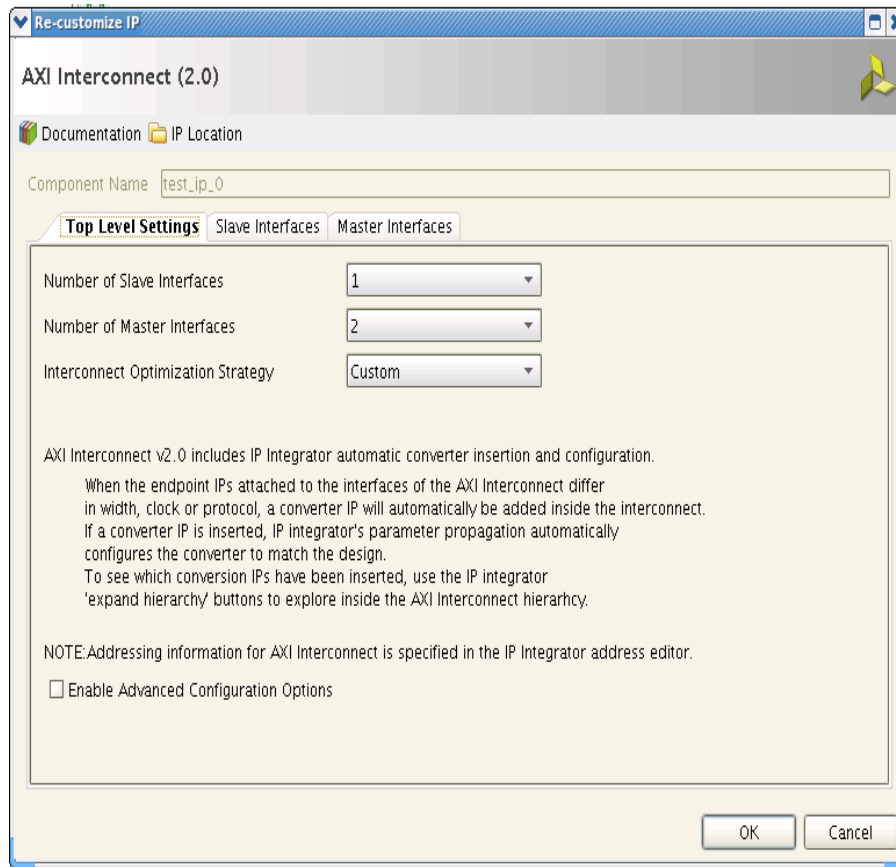 Re-customize IP
AXI Interconnect (2.0)
Documentation IP Location
Component Name test_ip_0
Top Level Settings Slave Interfaces Master Interfaces
Number of Slave Interfaces 1
Number of Master Interfaces 2
Interconnect Optimization Strategy Custom
AXI Interconnect v2.0 includes IP Integrator automatic converter insertion and configuration.
When the endpoint IPs attached to the interfaces of the AXI Interconnect differ
in width, clock or protocol, a converter IP will automatically be added inside the interconnect.
If a converter IP is inserted, IP integrator's parameter propagation automatically
configures the converter to match the design.
To see which conversion IPs have been inserted, use the IP integrator
'expand hierarchy' buttons to explore inside the AXI Interconnect hierarhcy.
NOTE:Addressing information for AXI Interconnect is specified in the IP Integrator address editor.
Enable Advanced Configuration Options
OK Cancel